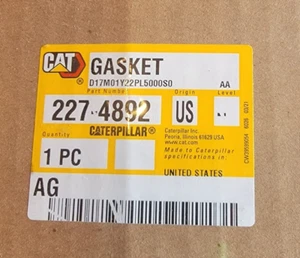 CAT GASKET
D17M01Y22PL5000S0 AA
Part Number Origin Level
227-4892 US
Quantity CATERPILLAR
1 PC
Caterpillar Inc.
Peoria, Illinois 61629 USA
www.cat.com
Made to Caterpillar
specifications in.
UNITED STATES
AG